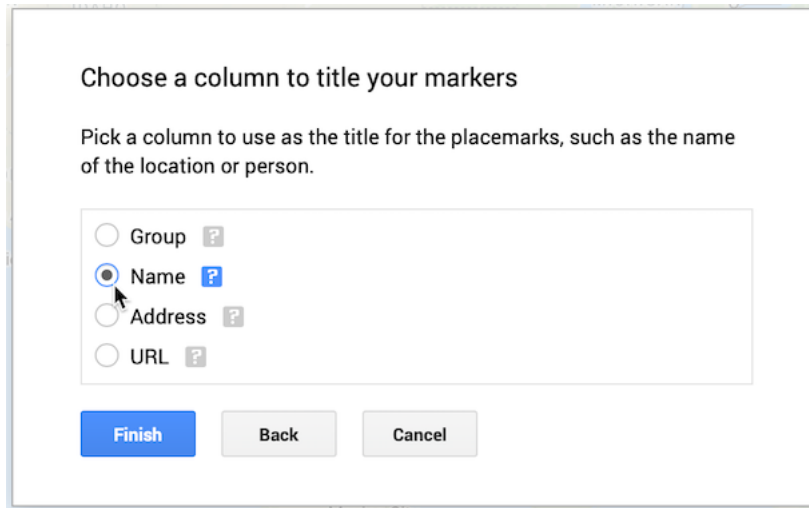 Choose a column to title your markers
Pick a column to use as the title for the placemarks, such as the name
of the location or person.
Group ?
Name ?
Address ?
URL ?
Finish Back Cancel